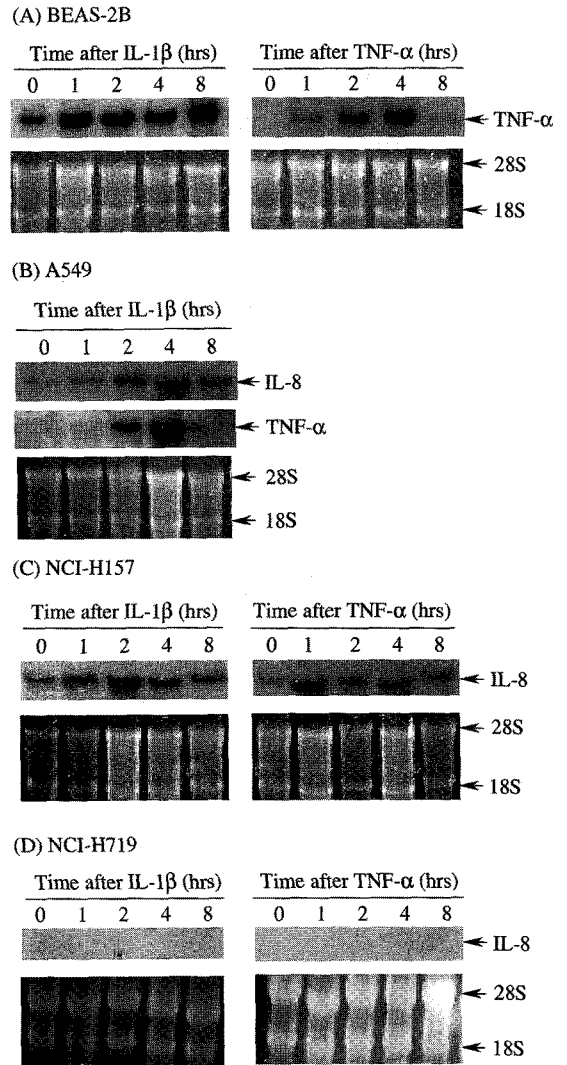 (A) BEAS-2B
Time after IL-1β (hrs) Time after TNF-α (hrs)
0 1 2 4 8 0 1 2 4 8
TNF-α
28S
18S
(B) A549
Time after IL-1β (hrs)
0 1 2 4 8
IL-8
TNF-α
28S
18S
(C) NCI-H157
Time after IL-1β (hrs) Time after TNF-α (hrs)
0 1 2 4 8 0 1 2 4 8
IL-8
28S
18S
(D) NCI-H719
Time after IL-1β (hrs) Time after TNF-α (hrs)
0 1 2 4 8 0 1 2 4 8
IL-8
28S
18S